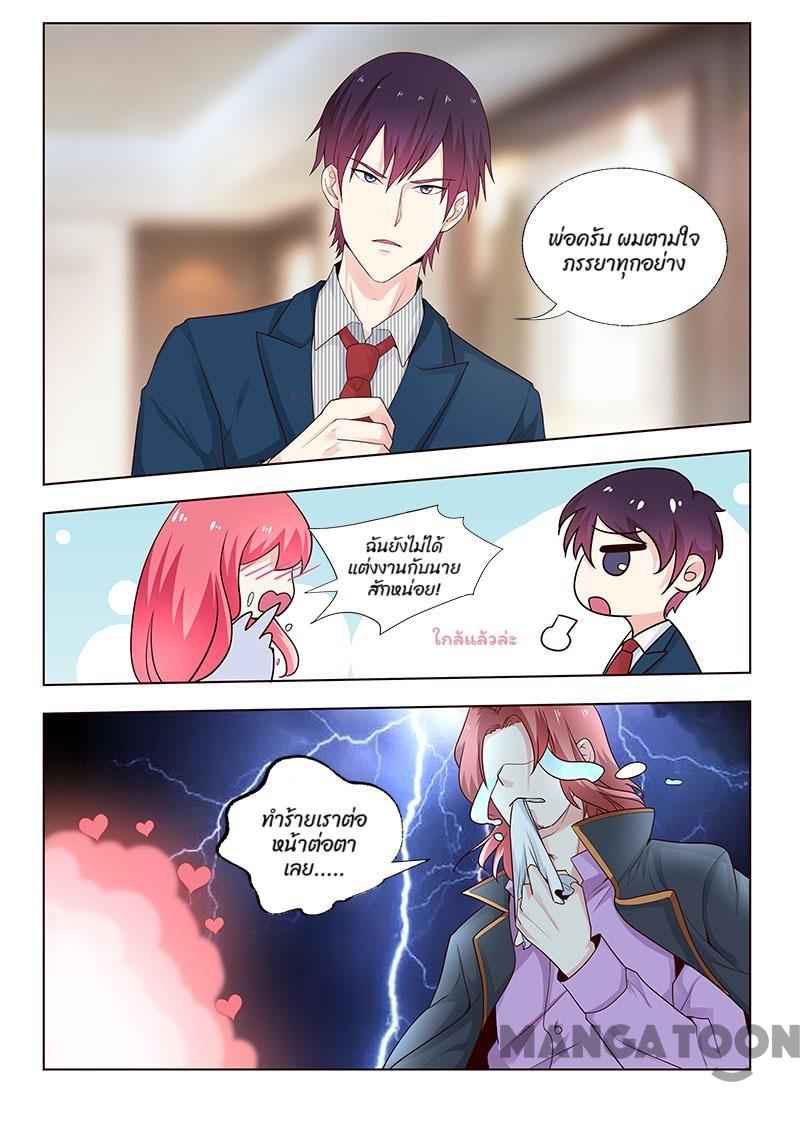 พ่อครับ ผมตามใจ
ภรรยาทุกอย่าง
ฉันยังไม่ได้
แต่งงานกับนาย
สักหน่อย!
ใกล้แล้วล่ะ
ทำร้ายเราต่อ
หน้าต่อตา
เลย.....
MANGATOON